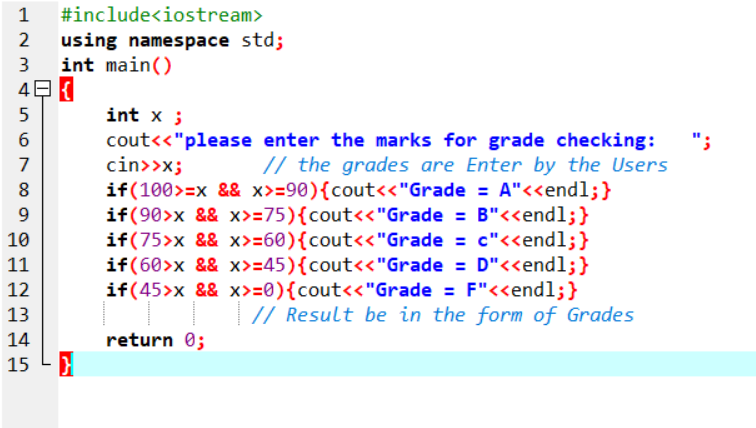 1 #include<iostream>
2 using namespace std;
3 int main()
4 {
5 int x ;
6 cout<<"please enter the marks for grade checking:   ";
7 cin>>x;        // the grades are Enter by the Users
8 if(100>=x && x>=90){cout<<"Grade = A"<<endl;}
9 if(90>x && x>=75){cout<<"Grade = B"<<endl;}
10 if(75>x && x>=60){cout<<"Grade = c"<<endl;}
11 if(60>x && x>=45){cout<<"Grade = D"<<endl;}
12 if(45>x && x>=0){cout<<"Grade = F"<<endl;}
13 // Result be in the form of Grades
14 return 0;
15 }